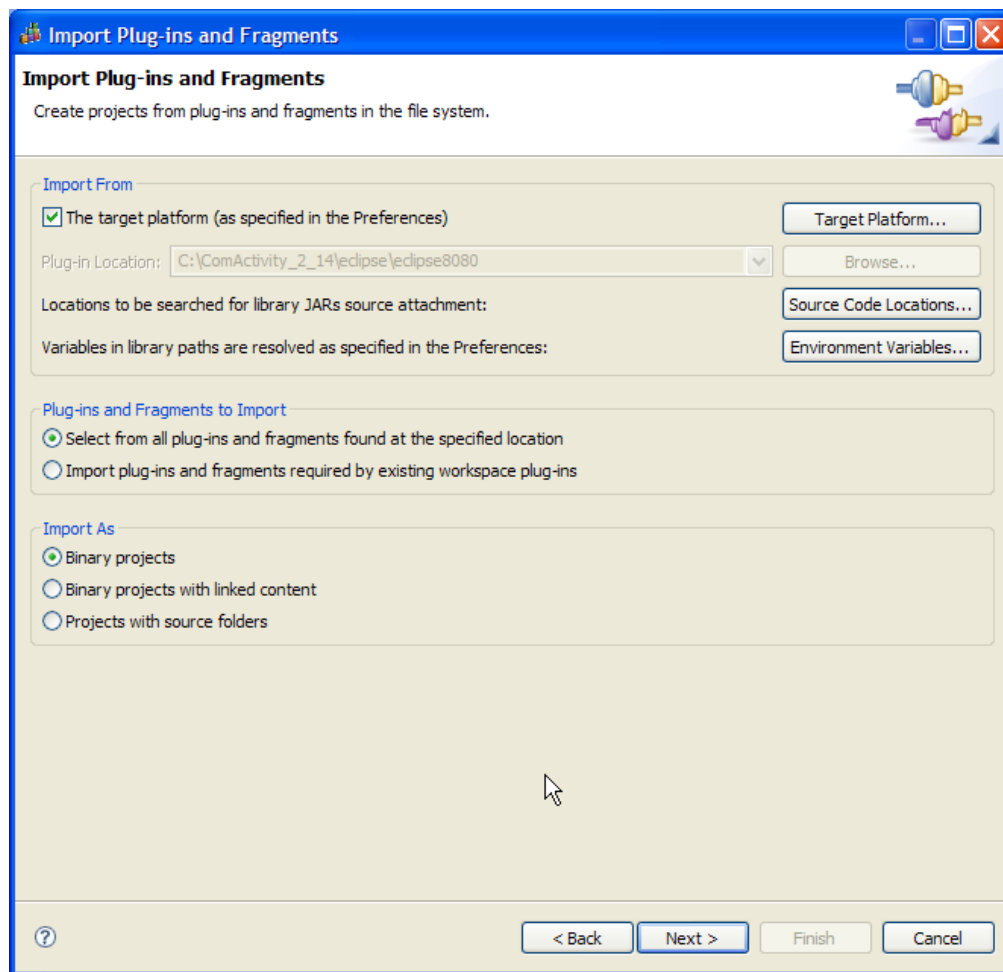 Import Plug-ins and Fragments
Import Plug-ins and Fragments
Create projects from plug-ins and fragments in the file system.
Import From
The target platform (as specified in the Preferences)
Target Platform...
Plug-in Location: C:\ComActivity_2_14\eclipse\eclipse8080
Browse...
Locations to be searched for library JARs source attachment:
Source Code Locations...
Variables in library paths are resolved as specified in the Preferences:
Environment Variables...
Plug-ins and Fragments to Import
Select from all plug-ins and fragments found at the specified location
Import plug-ins and fragments required by existing workspace plug-ins
Import As
Binary projects
Binary projects with linked content
Projects with source folders
?
< Back
Next >
Finish
Cancel